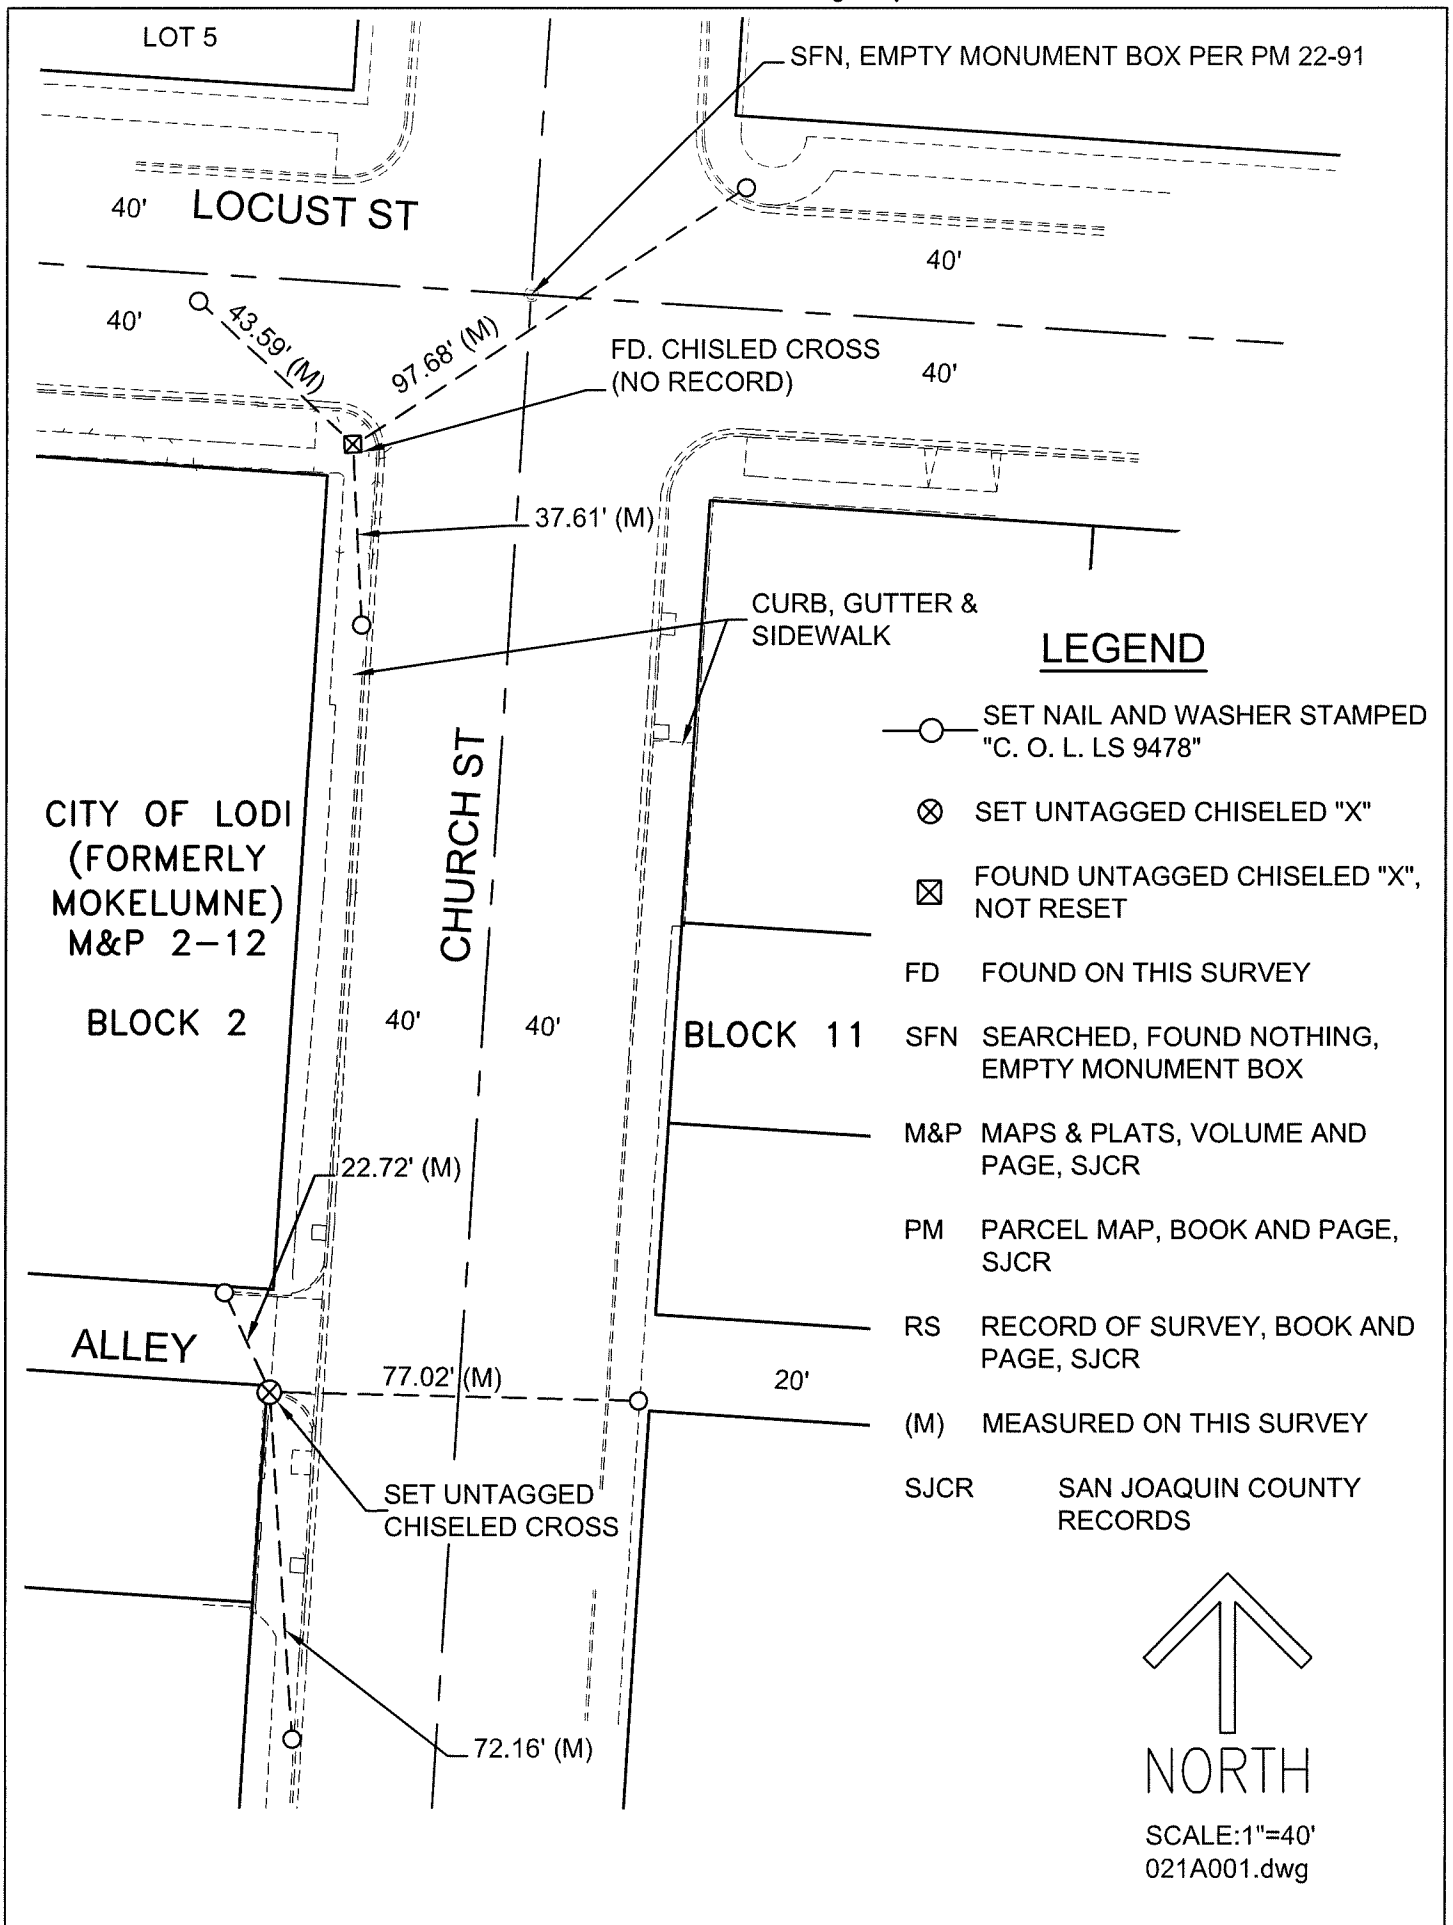 LOT 5
SFN, EMPTY MONUMENT BOX PER PM 22-91
40'
LOCUST ST
40'
40'
43.59' (M)
97.68' (M)
FD. CHISLED CROSS
(NO RECORD)
40'
37.61' (M)
CURB, GUTTER &
SIDEWALK
CHURCH ST
CITY OF LODI
(FORMERLY
MOKELUMNE)
M&P 2-12
BLOCK 2
40'
40'
BLOCK 11
22.72' (M)
ALLEY
77.02' (M)
20'
SET UNTAGGED
CHISELED CROSS
72.16' (M)
LEGEND
SET NAIL AND WASHER STAMPED
"C. O. L. LS 9478"
SET UNTAGGED CHISELED "X"
FOUND UNTAGGED CHISELED "X",
NOT RESET
FD FOUND ON THIS SURVEY
SFN SEARCHED, FOUND NOTHING,
EMPTY MONUMENT BOX
M&P MAPS & PLATS, VOLUME AND
PAGE, SJCR
PM PARCEL MAP, BOOK AND PAGE,
SJCR
RS RECORD OF SURVEY, BOOK AND
PAGE, SJCR
(M) MEASURED ON THIS SURVEY
SJCR SAN JOAQUIN COUNTY
RECORDS
NORTH
SCALE:1"=40'
021A001.dwg